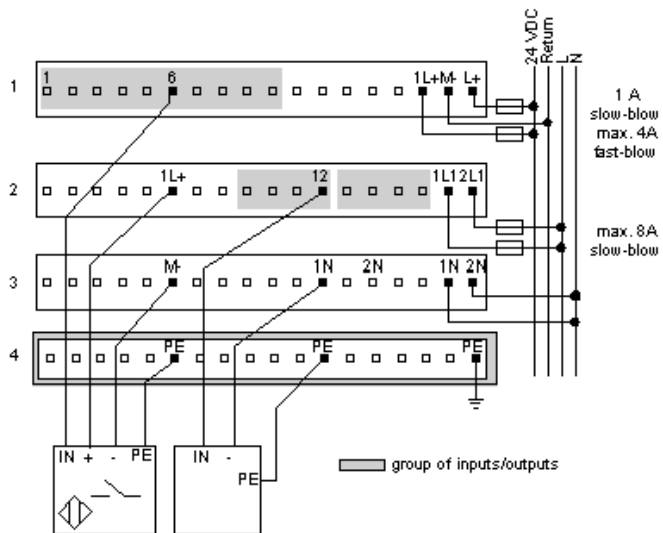 24 VDC
Return
L
N
1
1
6
1L+ M- L+
1 A
slow-blow
max. 4A
fast-blow
2
1L+
12
1L1 2L1
max. 8A
slow-blow
3
M-
1N
2N
1N
2N
4
PE
PE
PE
IN + - PE
IN -
PE
group of inputs/outputs